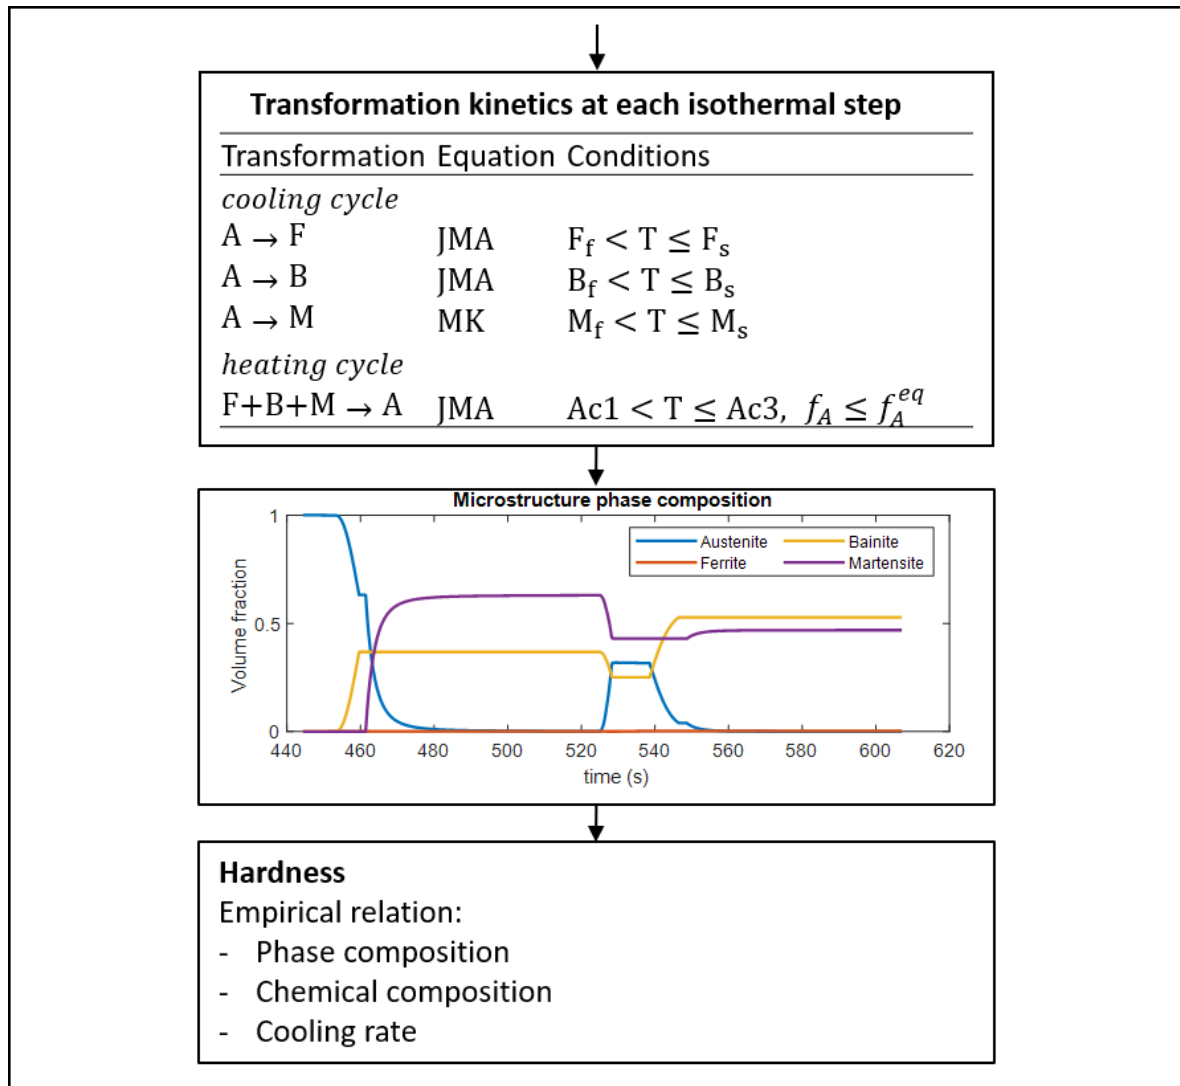 Transformation kinetics at each isothermal step
Transformation Equation Conditions
cooling cycle
A → F JMA F_f < T ≤ F_s
A → B JMA B_f < T ≤ B_s
A → M MK M_f < T ≤ M_s
heating cycle
F+B+M → A JMA Ac1 < T ≤ Ac3, f_A ≤ f_A^eq
Microstructure phase composition
Volume fraction
1
0.5
0
Austenite Bainite
Ferrite Martensite
440 460 480 500 520 540 560 580 600 620
time (s)
Hardness
Empirical relation:
- Phase composition
- Chemical composition
- Cooling rate